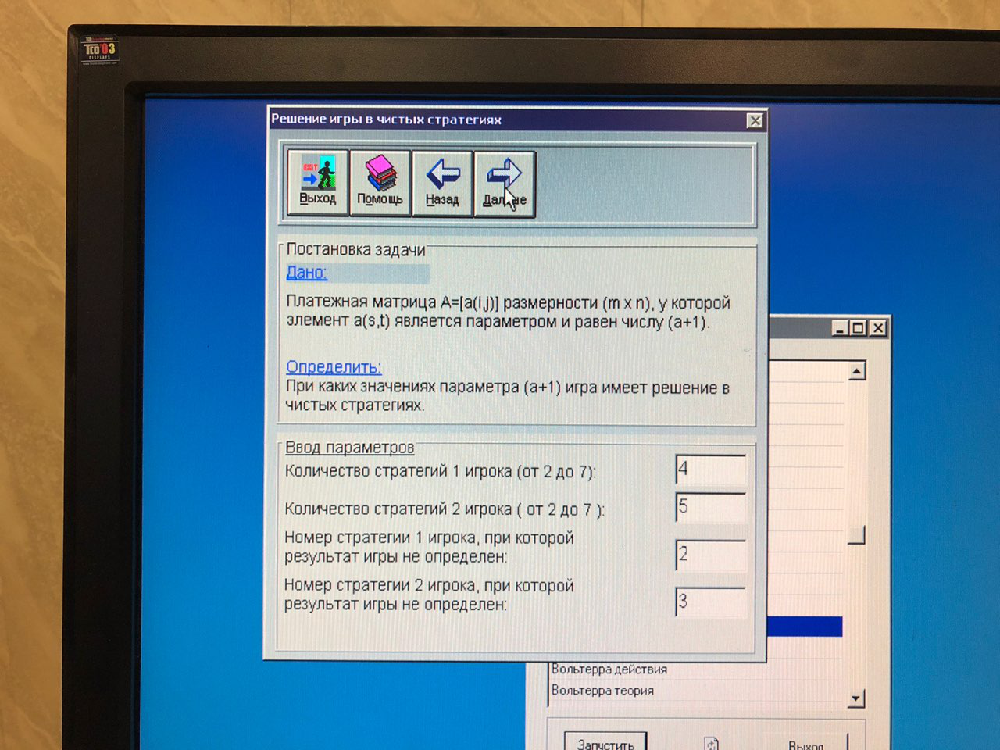 TCO'03
DISPLAYS
Решение игры в чистых стратегиях
EXIT
Выход
Помощь
Назад
Постановка задачи
Дано:
Платежная матрица A=[a(i,j)] размерности (m x n), у которой
элемент a(s,t) является параметром и равен числу (a+1).
Определить:
При каких значениях параметра (a+1) игра имеет решение в
чистых стратегиях.
Ввод параметров
Количество стратегий 1 игрока (от 2 до 7): 4
Количество стратегий 2 игрока ( от 2 до 7 ): 5
Номер стратегии 1 игрока, при которой
результат игры не определен: 2
Номер стратегии 2 игрока, при которой
результат игры не определен: 3
Вольтерра действия
Вольтерра теория
Запустить
Выход